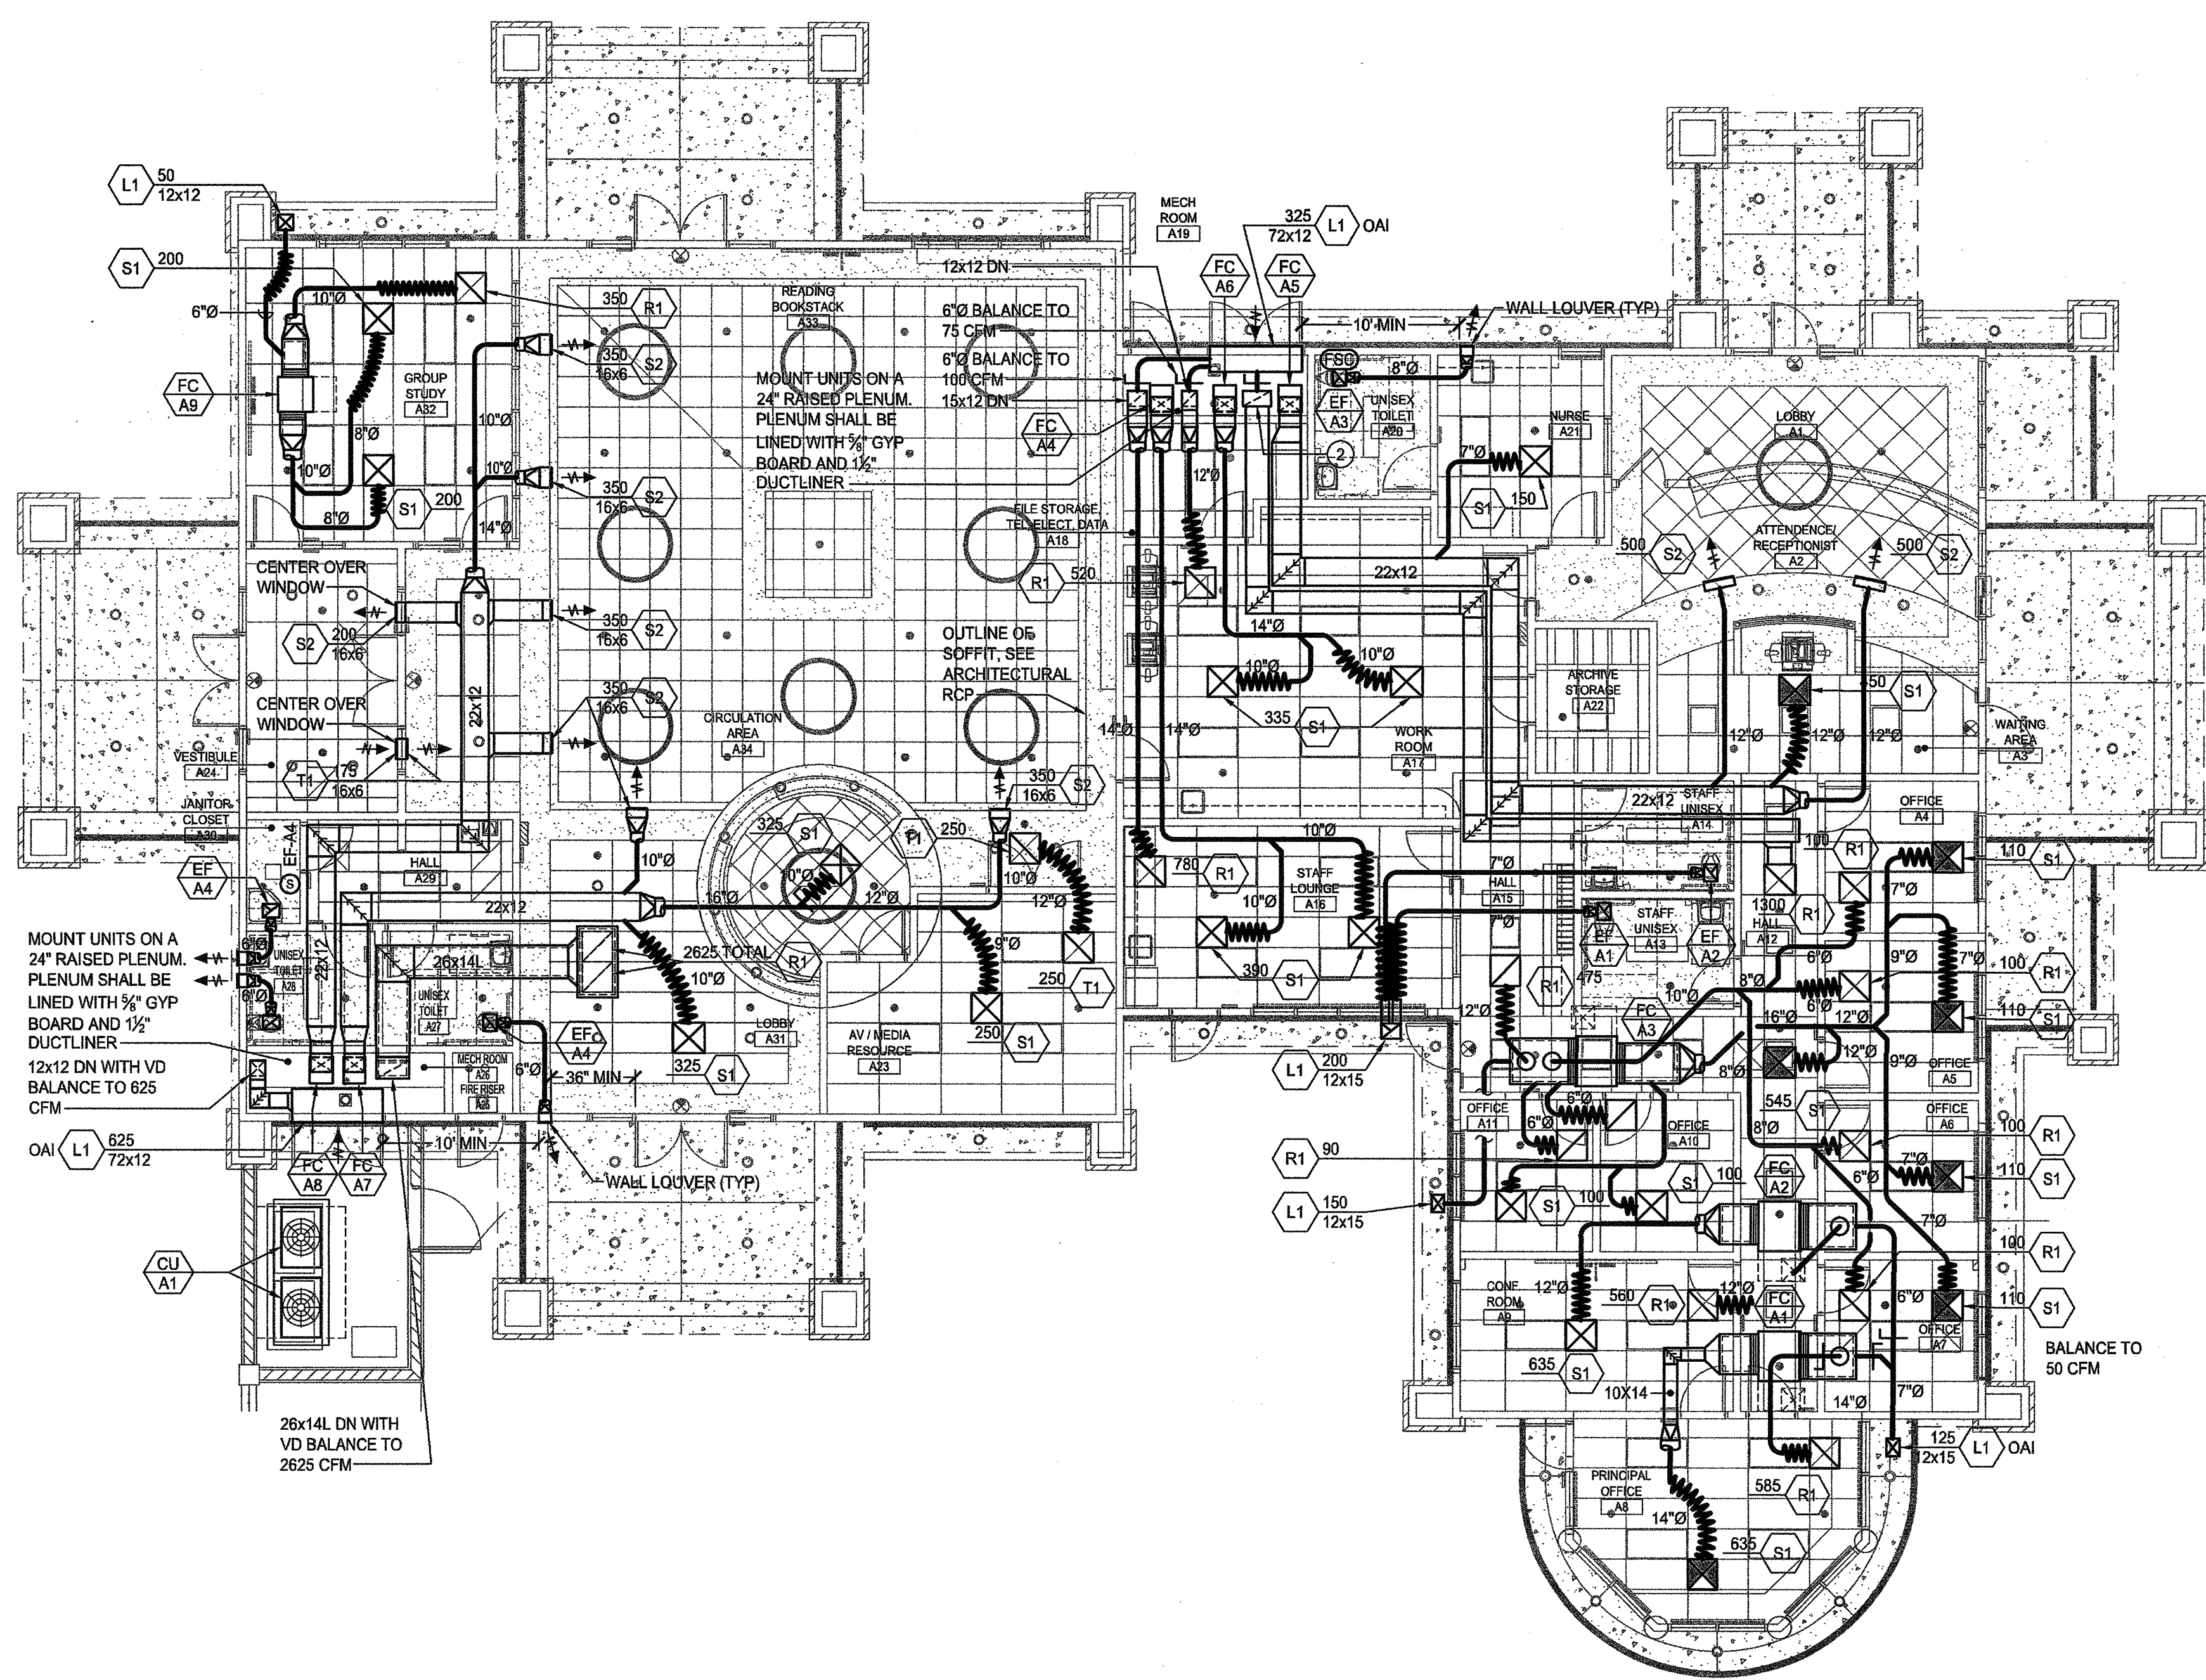 L1
50
12x12
S1
200
6"Ø
10"Ø
FC
A9
GROUP
STUDY
A32
8"Ø
10"Ø
8"Ø
S1
200
350
R1
READING
BOOKSTACK
A33
350
16x6
S2
10"Ø
10"Ø
350
16x6
S2
14"Ø
CENTER OVER
WINDOW
S2
200
16x6
350
16x6
S2
CENTER OVER
WINDOW
22x12
350
16x6
S2
VESTIBULE
A24
T1
175
16x6
CIRCULATION
AREA
A34
OUTLINE OF
SOFFIT, SEE
ARCHITECTURAL
RCP
350
16x6
S2
MOUNT UNITS ON A
24" RAISED PLENUM.
PLENUM SHALL BE
LINED WITH ⅝" GYP
BOARD AND 1½"
DUCTLINER
MECH
ROOM
A19
12x12 DN
6"Ø BALANCE TO
75 CFM
6"Ø BALANCE TO
100 CFM
15x12 DN
FC
A4
325
72x12
L1
OAI
FC
A6
FC
A5
10' MIN
WALL LOUVER (TYP)
FSD
8"Ø
EF
A3
UNISEX
TOILET
A20
2
NURSE
A21
7"Ø
S1
150
LOBBY
A1
12"Ø
FILE STORAGE,
TEL, ELECT, DATA
A18
R1
520
22x12
500
S2
ATTENDENCE/
RECEPTIONIST
A2
500
S2
14"Ø
10"Ø
10"Ø
335
S1
14"Ø
14"Ø
WORK
ROOM
A17
ARCHIVE
STORAGE
A22
450
S1
12"Ø
12"Ø
12"Ø
WAITING
AREA
A3
JANITOR
CLOSET
A30
EF-A4
EF
A4
S
HALL
A29
22x12
22x12
MOUNT UNITS ON A
24" RAISED PLENUM.
PLENUM SHALL BE
LINED WITH ⅝" GYP
BOARD AND 1½"
DUCTLINER
6"Ø
6"Ø
UNISEX
TOILET
A28
26x14L
UNISEX
TOILET
A27
2625 TOTAL
R1
10"Ø
10"Ø
16"Ø
325
S1
10"Ø
12"Ø
T1
250
10"Ø
12"Ø
9"Ø
250
T1
250
S1
AV / MEDIA
RESOURCE
A23
LOBBY
A31
325
S1
EF
A4
6"Ø
36" MIN
MECH ROOM
A26
FIRE RISER
A25
12x12 DN WITH VD
BALANCE TO 625
CFM
OAI
L1
625
72x12
FC
A8
FC
A7
10' MIN
WALL LOUVER (TYP)
CU
A1
26x14L DN WITH
VD BALANCE TO
2625 CFM
10"Ø
780
R1
10"Ø
STAFF
LOUNGE
A16
390
S1
7"Ø
HALL
A15
7"Ø
22x12
STAFF
UNISEX
A14
STAFF
UNISEX
A13
EF
A1
EF
A2
R1
475
1300
R1
HALL
A12
OFFICE
A4
100
R1
110
S1
7"Ø
6"Ø
9"Ø
7"Ø
100
R1
110
S1
8"Ø
10"Ø
6"Ø
12"Ø
16"Ø
12"Ø
12"Ø
FC
A3
L1
200
12x15
8"Ø
9"Ø
OFFICE
A5
545
S1
OFFICE
A11
6"Ø
6"Ø
OFFICE
A10
8"Ø
OFFICE
A6
100
R1
R1
90
L1
150
12x15
S1
100
S1
100
FC
A2
7"Ø
6"Ø
110
S1
7"Ø
100
R1
CONF.
ROOM
A9
12"Ø
560
R1
12"Ø
FC
A1
6"Ø
110
S1
OFFICE
A7
BALANCE TO
50 CFM
635
S1
10X14
14"Ø
7"Ø
125
12x15
L1
OAI
PRINCIPAL
OFFICE
A8
585
R1
14"Ø
635
S1